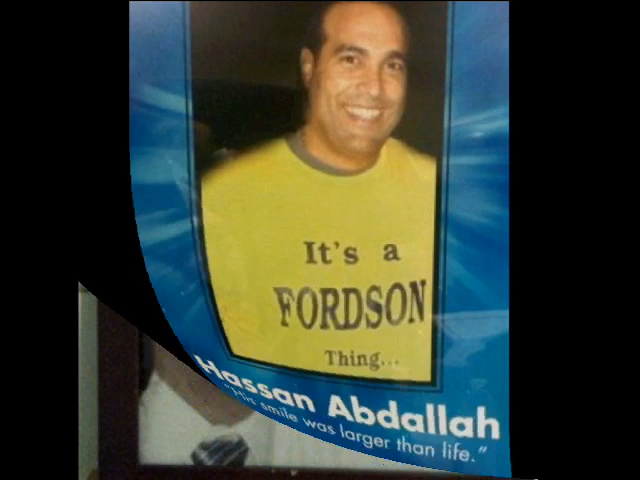 It's a
FORDSON
Thing...
Hassan Abdallah
"His smile was larger than life."